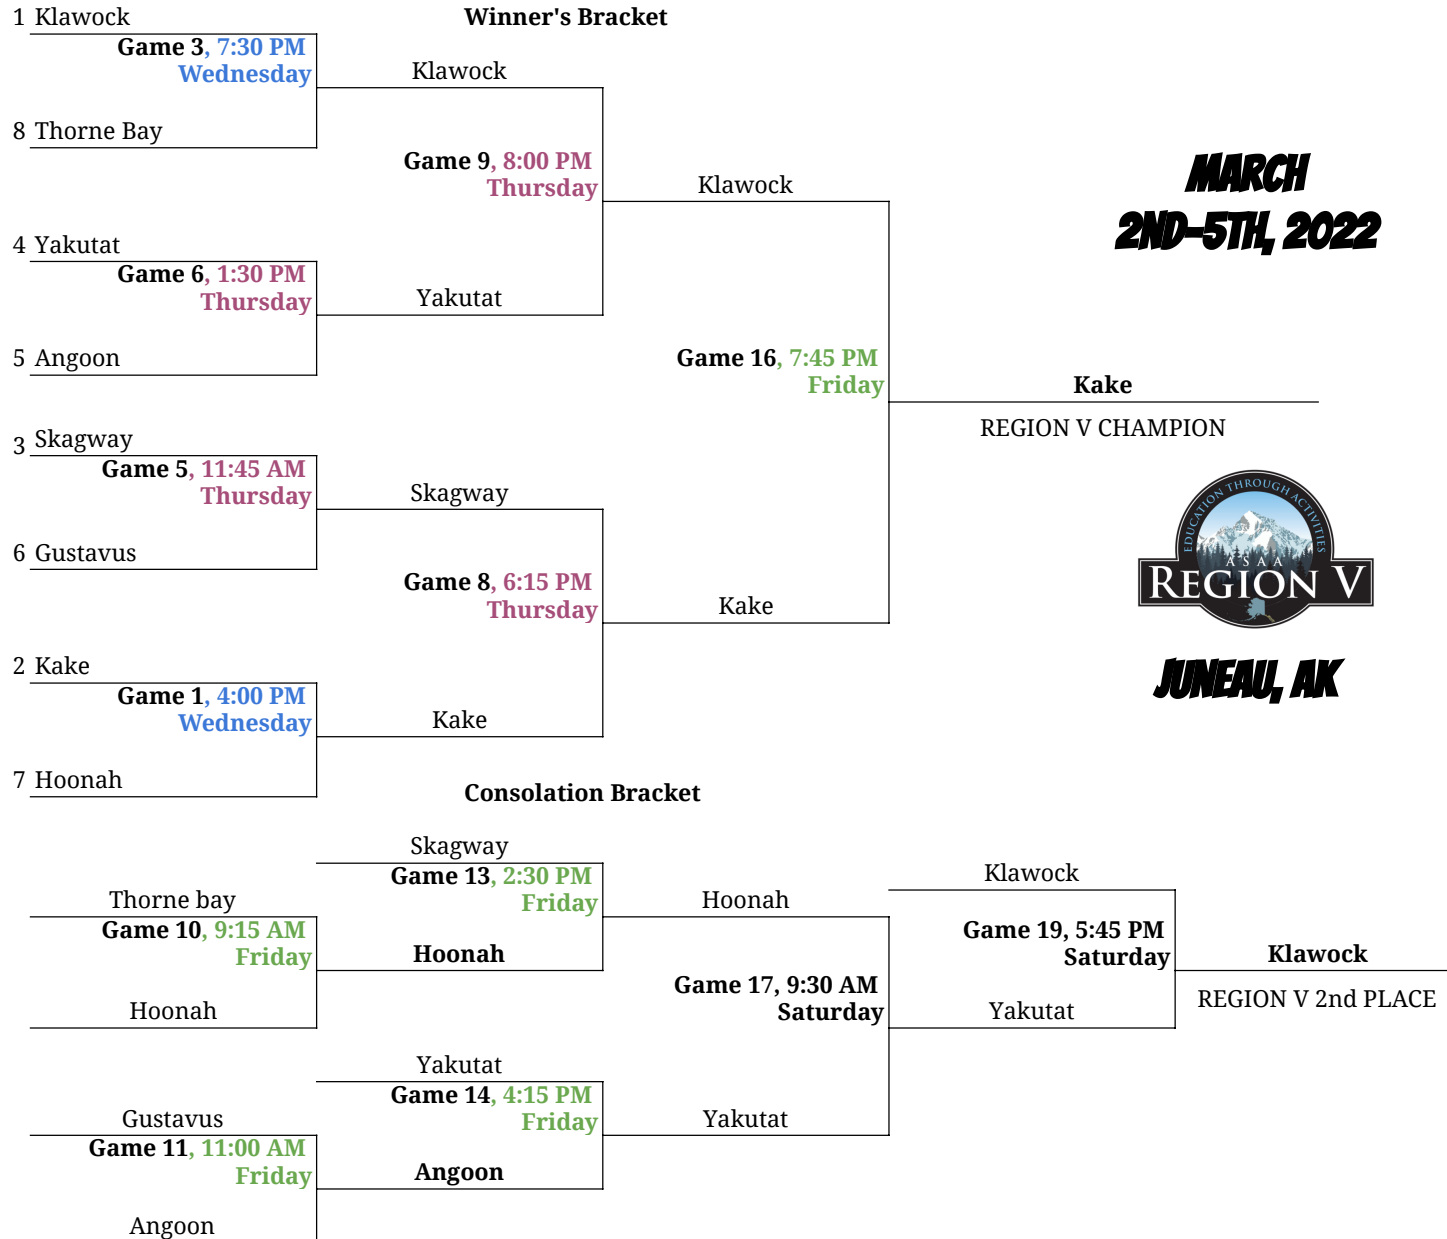 1 Klawock
Winner's Bracket
Game 3, 7:30 PM
Wednesday
Klawock
8 Thorne Bay
Game 9, 8:00 PM
Thursday
Klawock
MARCH
2ND-5TH, 2022
4 Yakutat
Game 6, 1:30 PM
Thursday
Yakutat
5 Angoon
Game 16, 7:45 PM
Friday
Kake
REGION V CHAMPION
3 Skagway
Game 5, 11:45 AM
Thursday
Skagway
6 Gustavus
Game 8, 6:15 PM
Thursday
Kake
EDUCATION THROUGH ACTIVITIES
ASAA
REGION V
JUNEAU, AK
2 Kake
Game 1, 4:00 PM
Wednesday
Kake
7 Hoonah
Consolation Bracket
Skagway
Game 13, 2:30 PM
Friday
Thorne bay
Game 10, 9:15 AM
Friday
Hoonah
Hoonah
Hoonah
Klawock
Game 19, 5:45 PM
Saturday
Klawock
REGION V 2nd PLACE
Game 17, 9:30 AM
Saturday
Yakutat
Yakutat
Game 14, 4:15 PM
Friday
Yakutat
Gustavus
Game 11, 11:00 AM
Friday
Angoon
Angoon